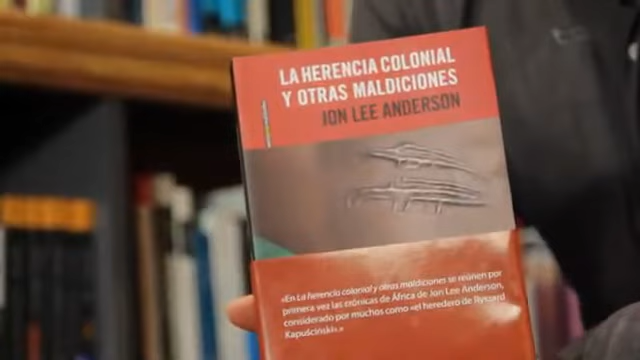 LA HERENCIA COLONIAL
Y OTRAS MALDICIONES
JON LEE ANDERSON
«En La herencia colonial y otras maldiciones se reúnen por
primera vez las crónicas de África de Jon Lee Anderson,
considerado por muchos como «el heredero de Ryszard
Kapuściński».»